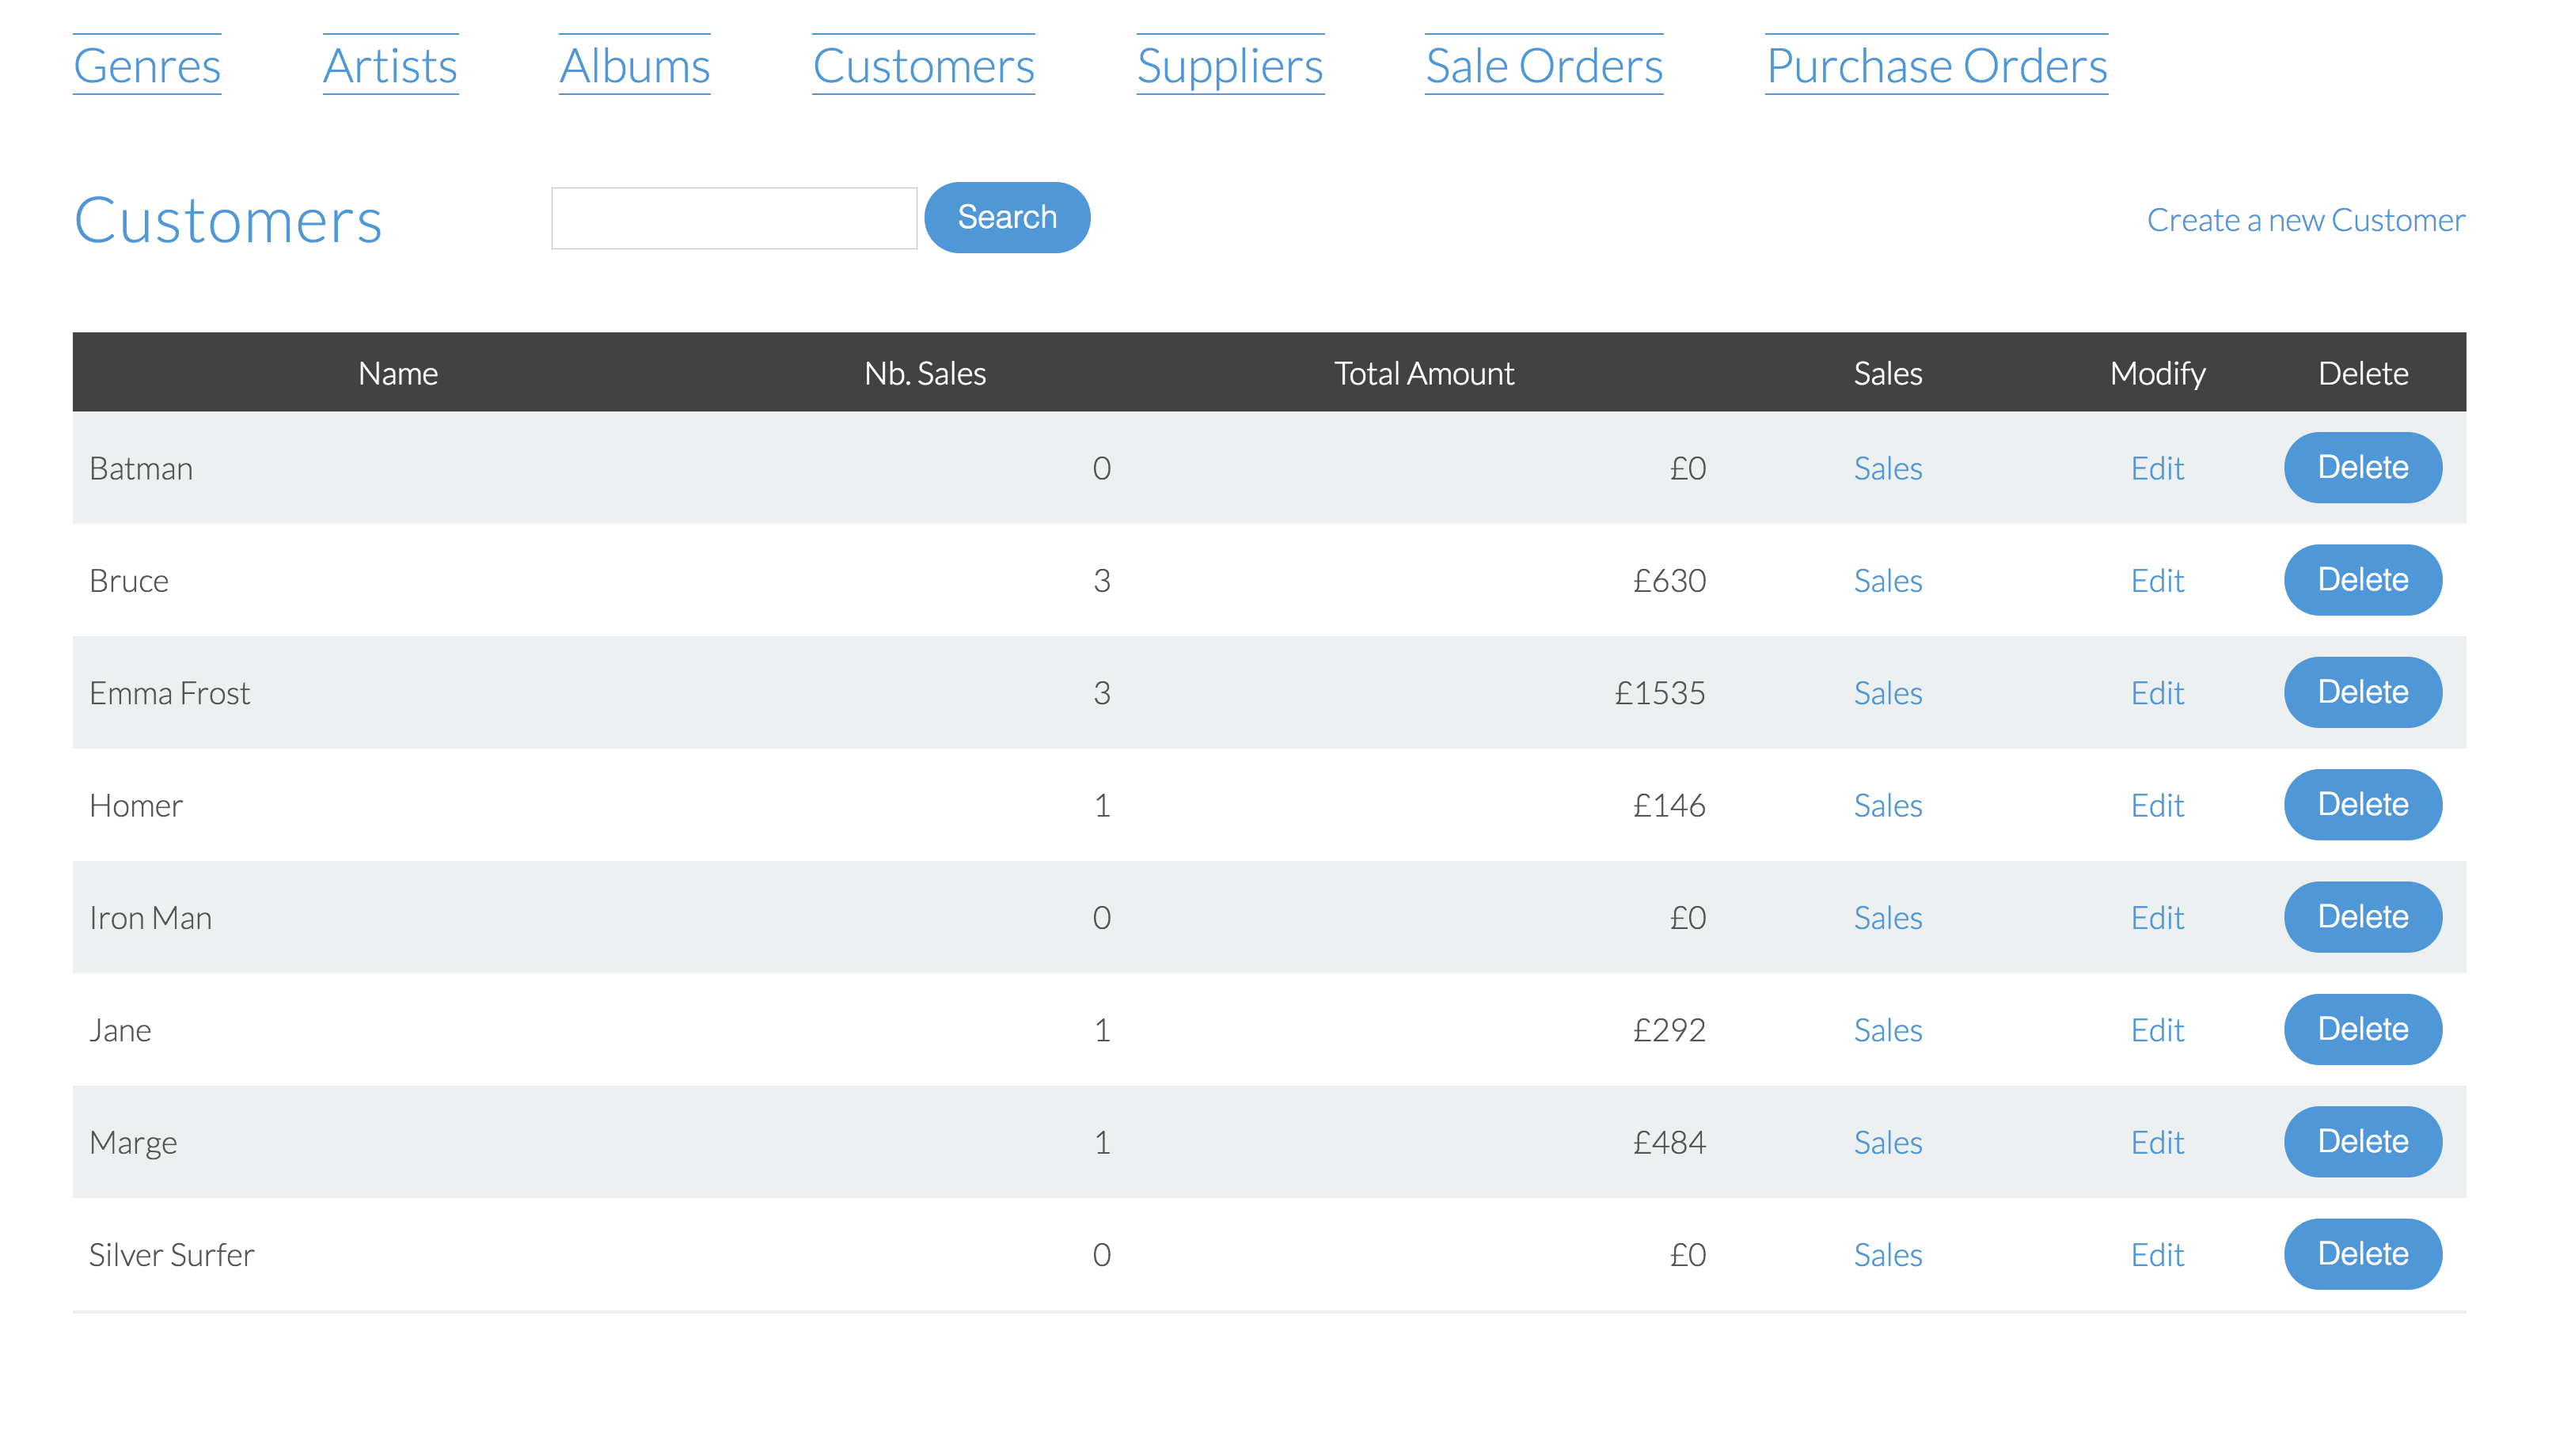 Genres Artists Albums Customers Suppliers Sale Orders Purchase Orders
Customers Search Create a new Customer
Name Nb. Sales Total Amount Sales Modify Delete
Batman 0 £0 Sales Edit Delete
Bruce 3 £630 Sales Edit Delete
Emma Frost 3 £1535 Sales Edit Delete
Homer 1 £146 Sales Edit Delete
Iron Man 0 £0 Sales Edit Delete
Jane 1 £292 Sales Edit Delete
Marge 1 £484 Sales Edit Delete
Silver Surfer 0 £0 Sales Edit Delete